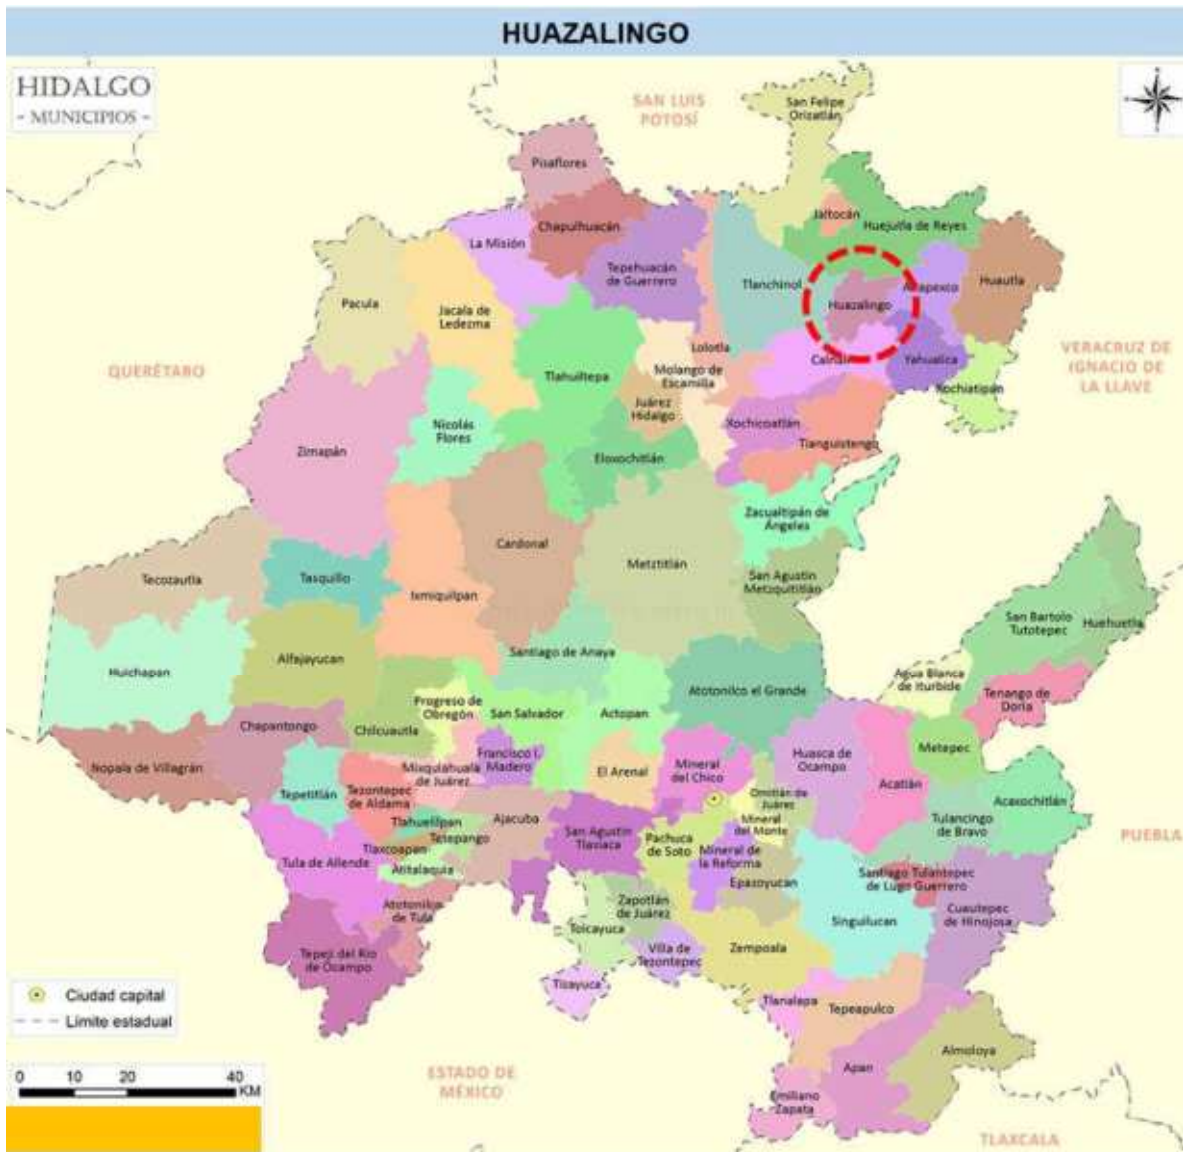 HUAZALINGO
HIDALGO
- MUNICIPIOS -
SAN LUIS
POTOSÍ
San Felipe
Orizatlán
Pisaflores
Jaltocán
Huejutla de Reyes
Chapulhuacán
La Misión
Tepehuacán
de Guerrero
Tlanchinol
Huautla
Huazalingo
Pacula
Jacala de
Ledezma
Lolotla
Yahualica
VERACRUZ DE
IGNACIO DE
LA LLAVE
QUERÉTARO
Tlahuiltepa
Molango de
Escamilla
Xochiatipán
Juárez
Hidalgo
Nicolás
Flores
Xochicoatlán
Tianguistengo
Zimapán
Eloxochitlán
Zacualtipán de
Ángeles
Cardonal
Metztitlán
Tecozautla
Tasquillo
San Agustín
Metzquititlán
Ixmiquilpan
San Bartolo
Tutotepec
Huehuetla
Huichapan
Alfajayucan
Santiago de Anaya
Agua Blanca
de Iturbide
Atotonilco el Grande
Tenango de
Doria
Progreso de
Obregón
San Salvador
Actopan
Chapantongo
Chilcuautla
Metepec
Nopala de Villagrán
Mixquiahuala
de Juárez
Francisco I.
Madero
El Arenal
Mineral
del Chico
Huasca de
Ocampo
Acatlán
Tepetitlán
Tezontepec
de Aldama
Omitlán de
Juárez
Acaxochitlán
Tlahuelilpan
Tetepango
Ajacuba
Mineral
del Monte
Tulancingo
de Bravo
San Agustín
Tlaxiaca
Pachuca
de Soto
PUEBLA
Tlaxcoapan
Tula de Allende
Atitalaquia
Mineral de
la Reforma
Epazoyucan
Santiago Tulantepec
de Lugo Guerrero
Atotonilco
de Tula
Zapotlán
de Juárez
Singuilucan
Cuautepec
de Hinojosa
Tolcayuca
Tepeji del Río
de Ocampo
Villa de
Tezontepec
Zempoala
Tizayuca
Ciudad capital
Límite estadual
Tlanalapa
Tepeapulco
Almoloya
0 10 20 40
KM
ESTADO DE
MÉXICO
Apan
Emiliano
Zapata
TLAXCALA